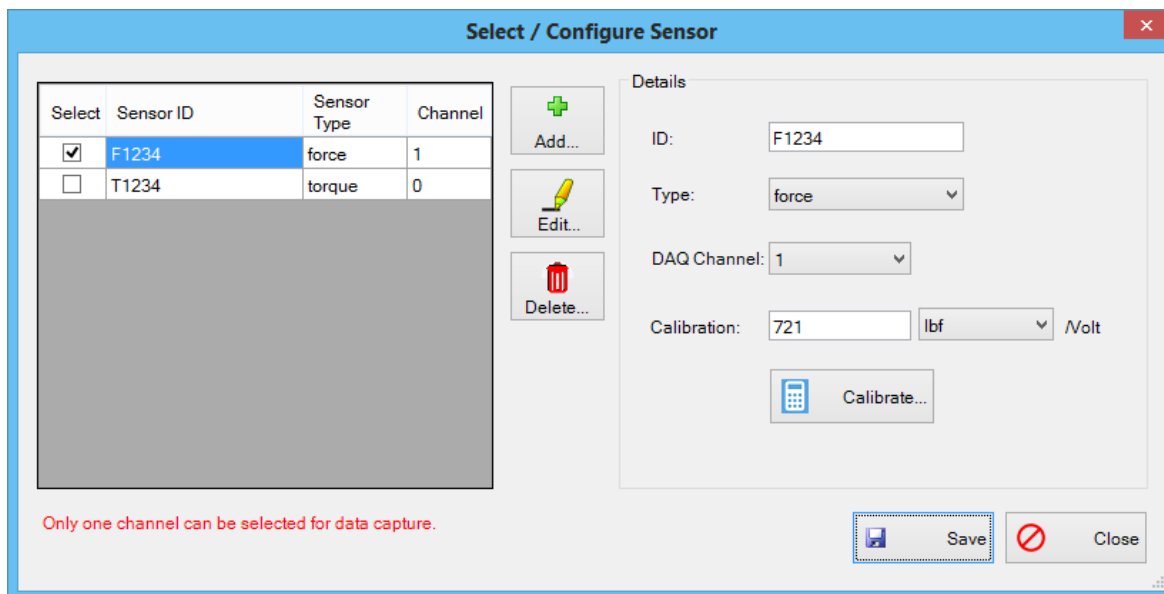 Select / Configure Sensor
Select Sensor ID Sensor Type Channel
F1234 force 1
T1234 torque 0
Add...
Edit...
Delete...
Details
ID: F1234
Type: force
DAQ Channel: 1
Calibration: 721 lbf /Volt
Calibrate...
Only one channel can be selected for data capture.
Save Close